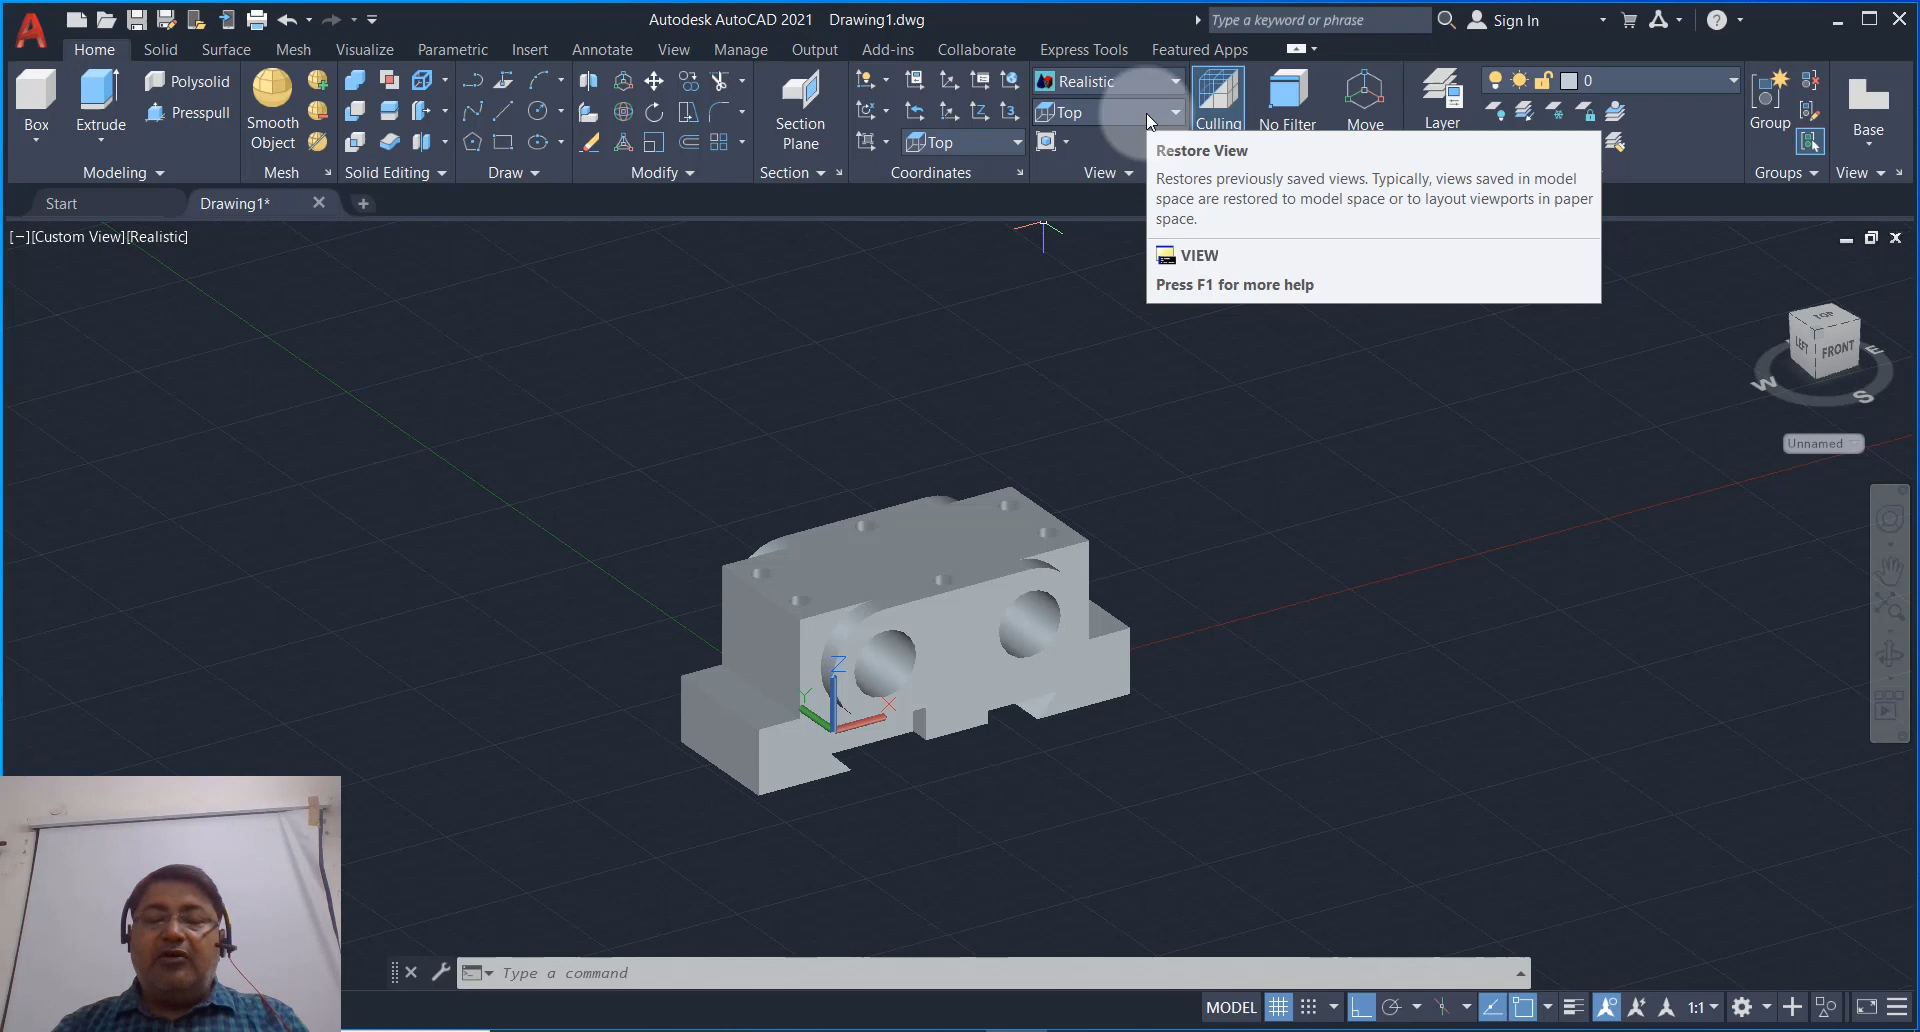 Autodesk AutoCAD 2021 Drawing1.dwg
Type a keyword or phrase
Sign In
Home Solid Surface Mesh Visualize Parametric Insert Annotate View Manage Output Add-ins Collaborate Express Tools Featured Apps
Box
Extrude
Polysolid
Presspull
Modeling
Smooth
Object
Mesh
Solid Editing
Draw
Modify
Section
Plane
Section
Top
Coordinates
Realistic
Top
View
Culling
No Filter
Move
Layer
0
Group
Groups
Base
View
Start
Drawing1*
[−][Custom View][Realistic]
Restore View
Restores previously saved views. Typically, views saved in model
space are restored to model space or to layout viewports in paper
space.
VIEW
Press F1 for more help
TOP
LEFT
FRONT
W
S
E
Unnamed
Z
Y
X
Type a command
MODEL
1:1